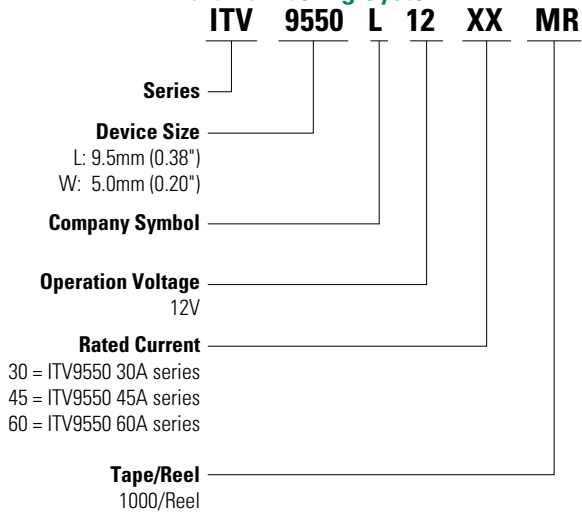 ITV 9550 L 12 XX MR
Series
Device Size
L: 9.5mm (0.38")
W: 5.0mm (0.20")
Company Symbol
Operation Voltage
12V
Rated Current
30 = ITV9550 30A series
45 = ITV9550 45A series
60 = ITV9550 60A series
Tape/Reel
1000/Reel